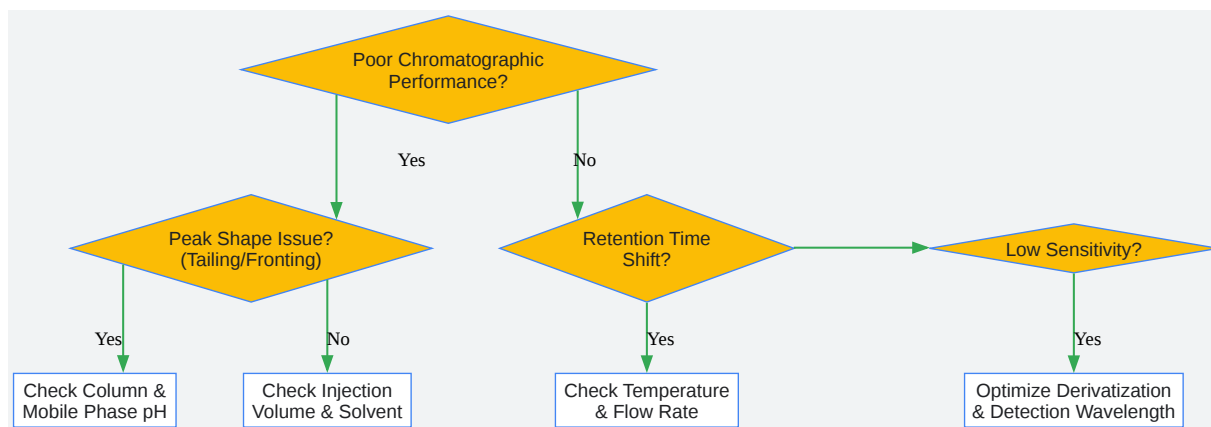 Poor Chromatographic
Performance?
Yes
No
Peak Shape Issue?
(Tailing/Fronting)
Retention Time
Shift?
Low Sensitivity?
Yes
No
Yes
Yes
Check Column &
Mobile Phase pH
Check Injection
Volume & Solvent
Check Temperature
& Flow Rate
Optimize Derivatization
& Detection Wavelength